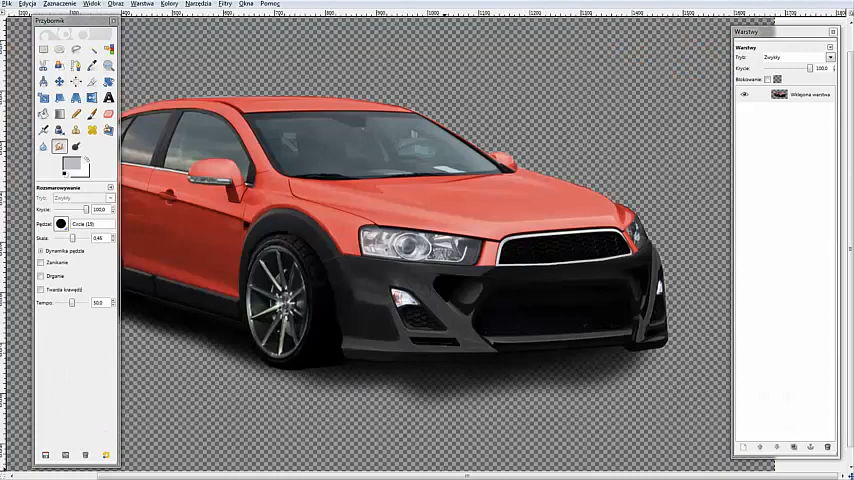 Plik Edycja Zaznaczenie Widok Obraz Warstwa Kolory Narzędzia Filtry Okna Pomoc
Przybornik
Rozsmarowywanie
Tryb: Zwykły
Krycie: 100,0
Pędzel: Circle (19)
Skala: 0,45
Dynamika pędzla
Zanikanie
Drganie
Twarda krawędź
Tempo: 50,0
Warstwy
Warstwy
Tryb: Zwykły
Krycie: 100,0
Blokowanie:
Wklejona warstwa